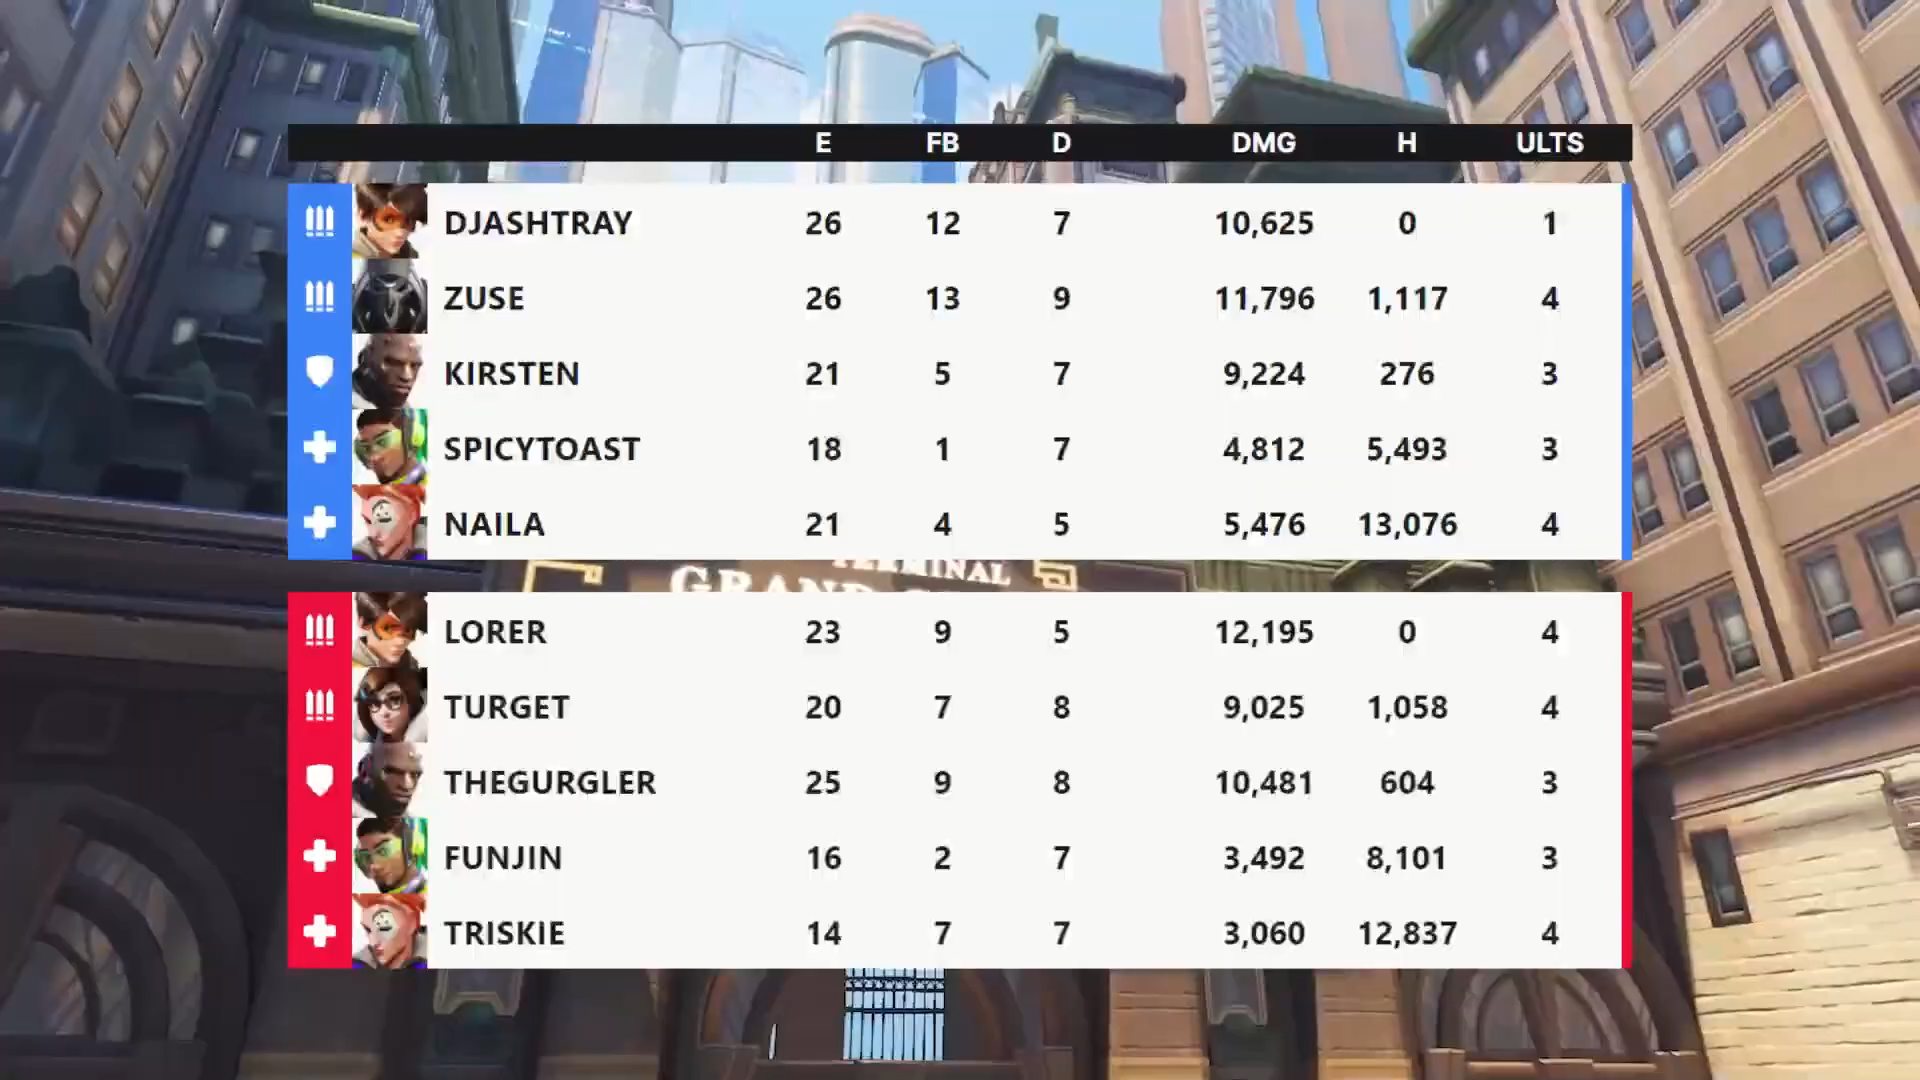 E FB D DMG H ULTS
DJASHTRAY 26 12 7 10,625 0 1
ZUSE 26 13 9 11,796 1,117 4
KIRSTEN 21 5 7 9,224 276 3
SPICYTOAST 18 1 7 4,812 5,493 3
NAILA 21 4 5 5,476 13,076 4
TERMINAL
GRAND
LORER 23 9 5 12,195 0 4
TURGET 20 7 8 9,025 1,058 4
THEGURGLER 25 9 8 10,481 604 3
FUNJIN 16 2 7 3,492 8,101 3
TRISKIE 14 7 7 3,060 12,837 4